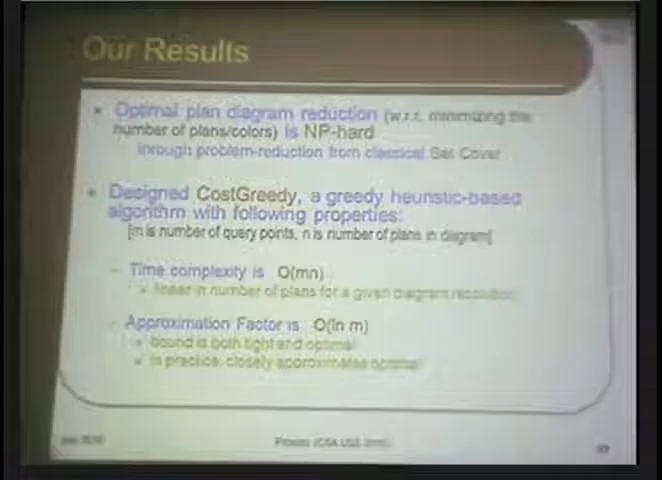 Our Results
Optimal plan diagram reduction (w.r.t. minimizing the
number of plans/colors) is NP-hard
through problem-reduction from classical Set Cover
Designed CostGreedy, a greedy heuristic-based
algorithm with following properties:
[m is number of query points, n is number of plans in diagram]
– Time complexity is O(mn)
linear in number of plans for a given diagram resolution
– Approximation Factor is O(ln m)
bound is both tight and optimal
in practice, closely approximates optimal